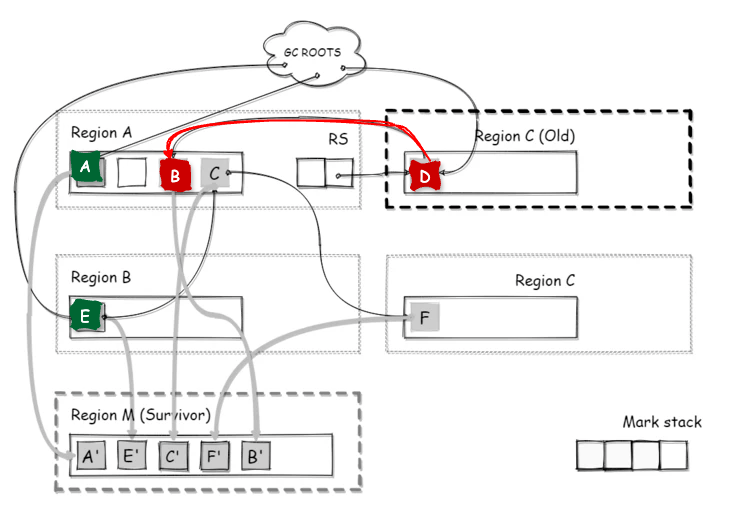 GC ROOTS
Region A
RS
Region C (Old)
A
B
C
D
Region B
Region C
E
F
Region M (Survivor)
Mark stack
A'
E'
C'
F'
B'